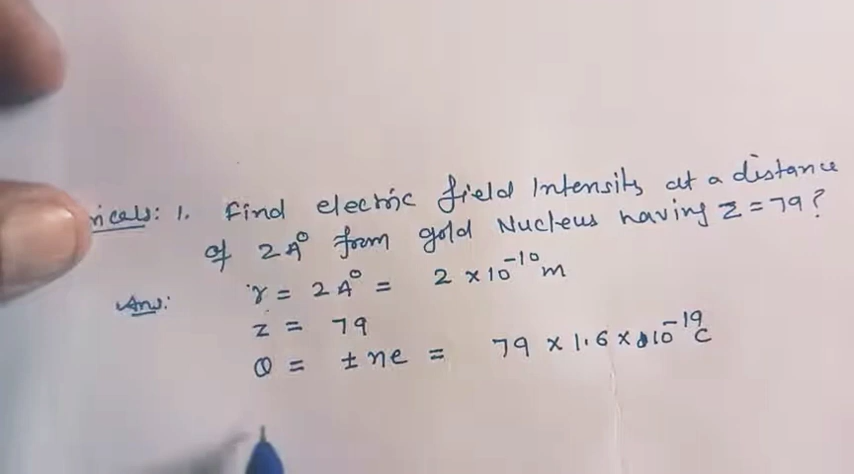 ricals: 1. Find electric field Intensity at a distance
of 2A° from gold Nucleus having Z = 79?
Ans: r = 2A° = 2 × 10⁻¹⁰ m
z = 79
Q = ± ne = 79 × 1.6 × 10⁻¹⁹ C